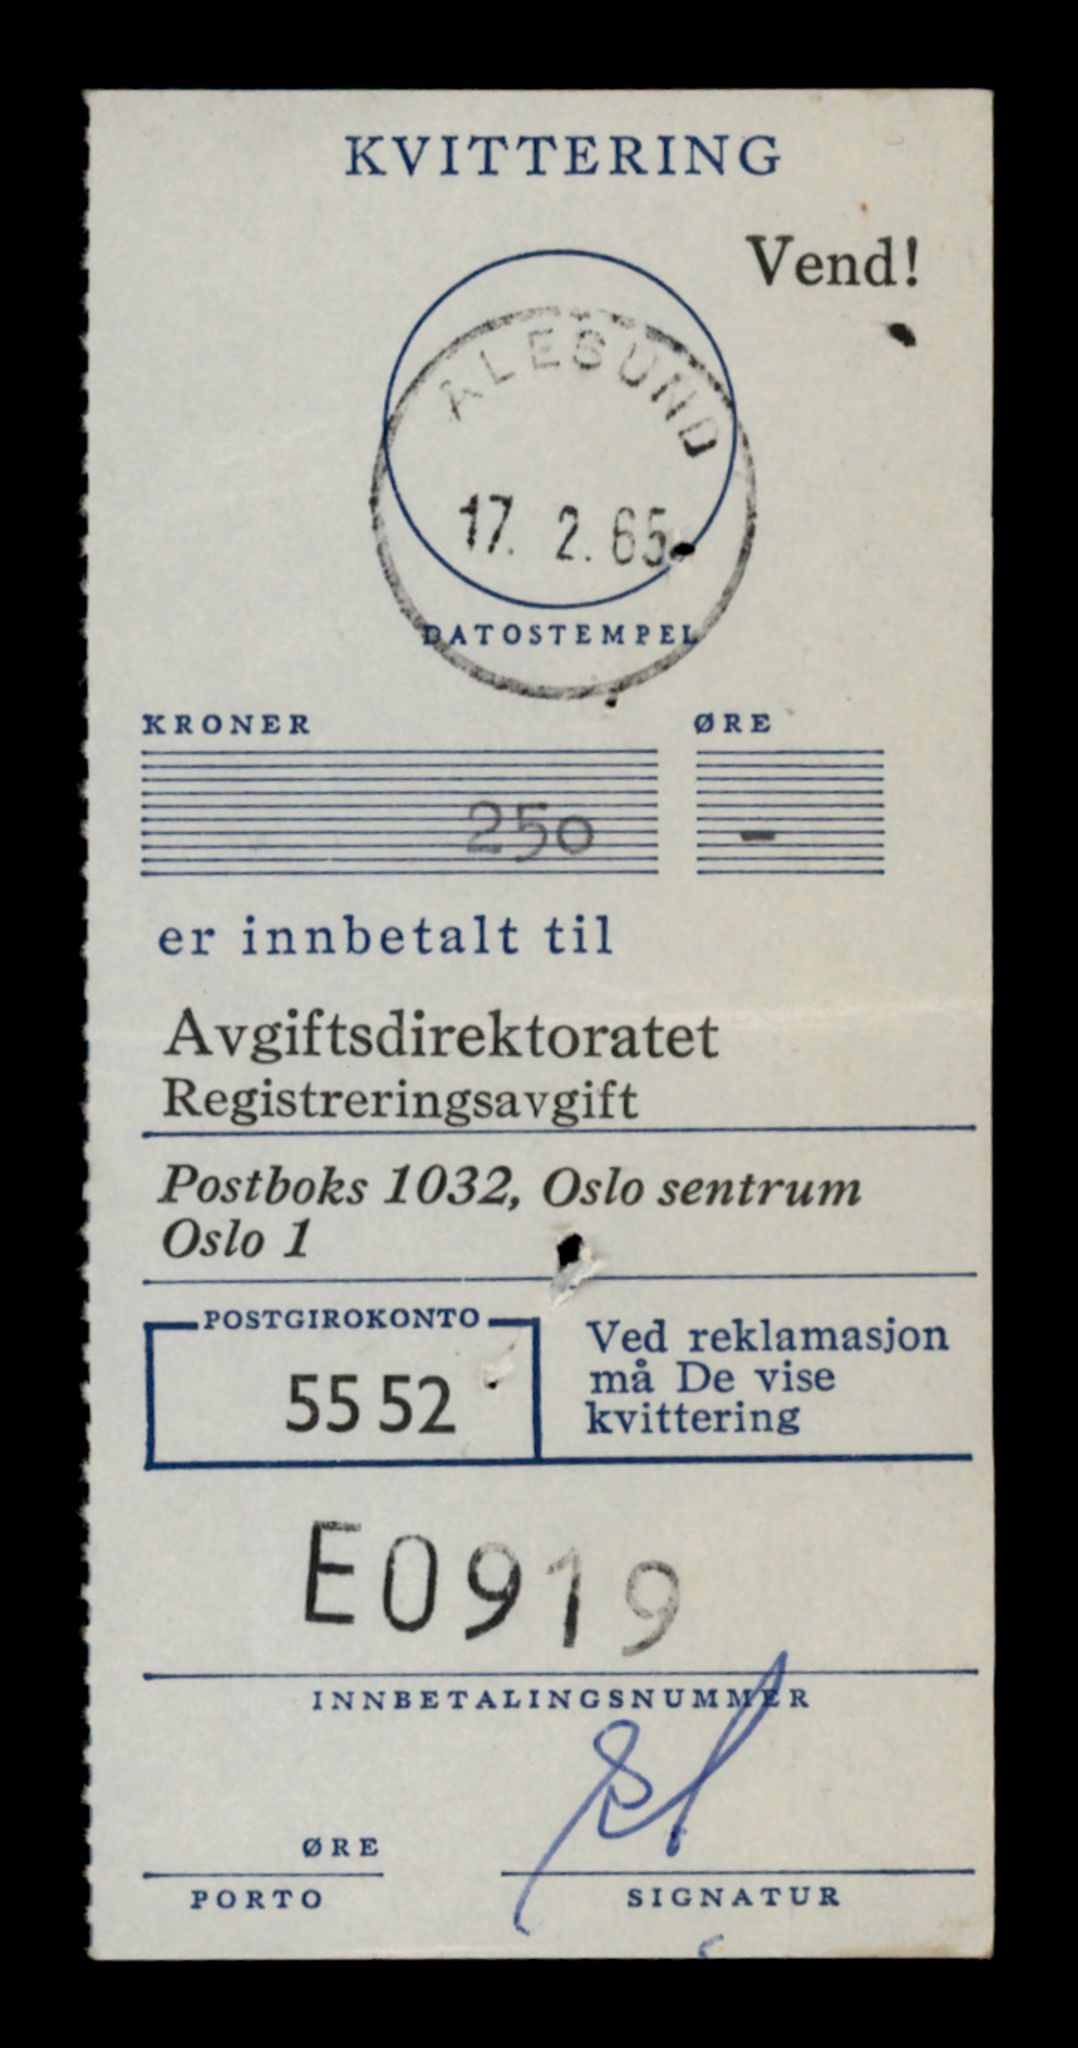 KVITTERING
Vend!
ÅLESUND
17. 2. 65
DATOSTEMPEL
KRONER ØRE
250 -
er innbetalt til
Avgiftsdirektoratet
Registreringsavgift
Postboks 1032, Oslo sentrum
Oslo 1
POSTGIROKONTO
55 52
Ved reklamasjon
må De vise
kvittering
E0919
INNBETALINGSNUMMER
ØRE
PORTO
SIGNATUR